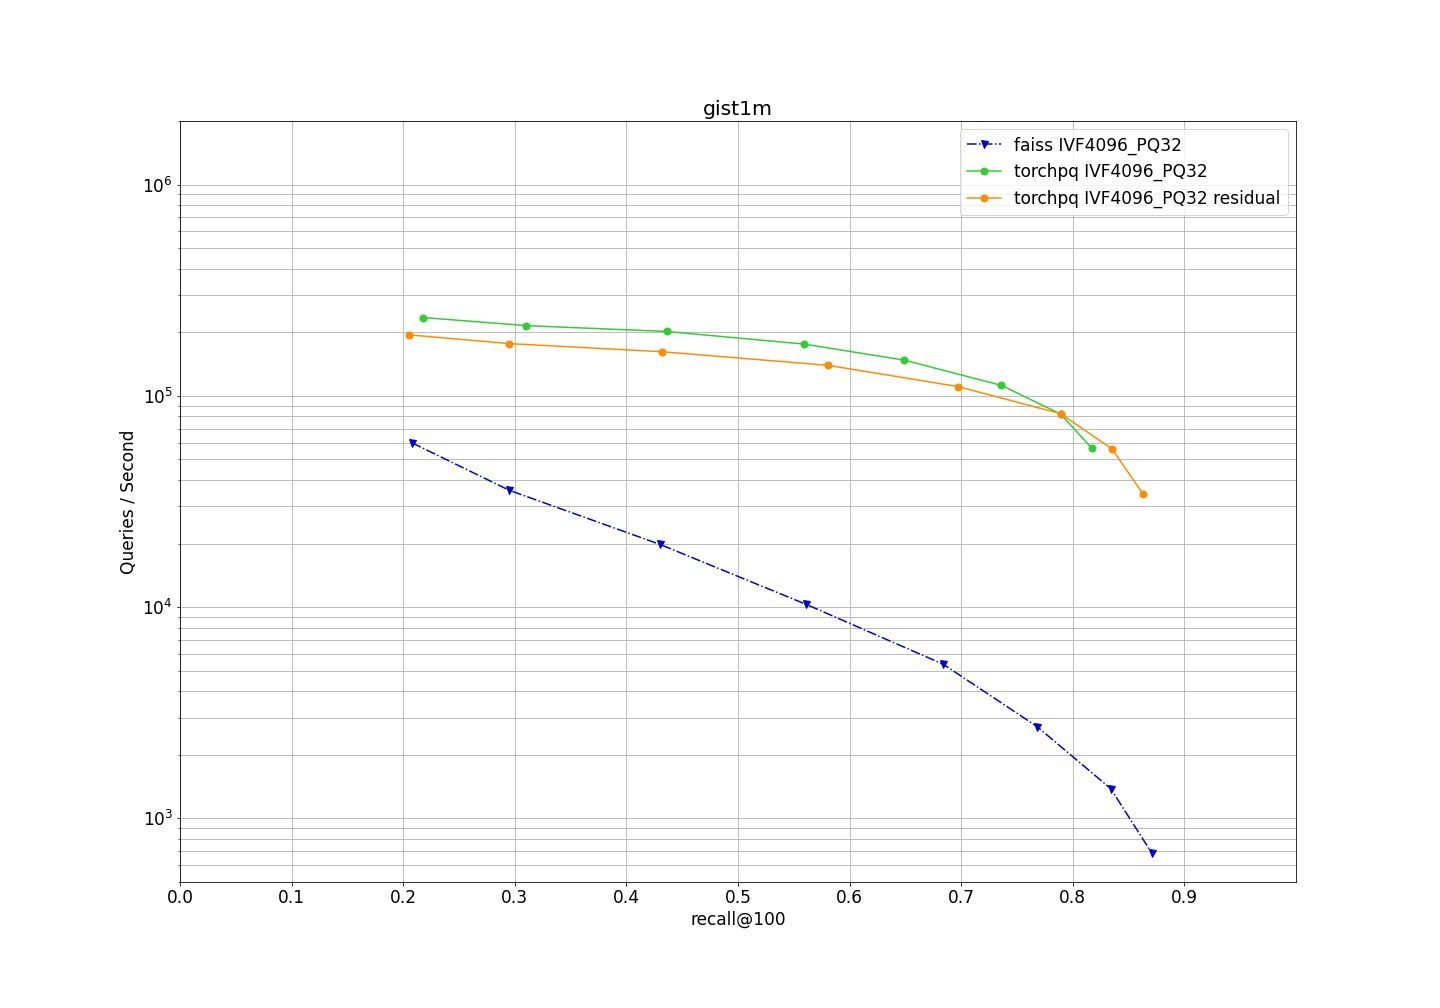 gist1m
faiss IVF4096_PQ32
torchpq IVF4096_PQ32
torchpq IVF4096_PQ32 residual
Queries / Second
10^6
10^5
10^4
10^3
0.0 0.1 0.2 0.3 0.4 0.5 0.6 0.7 0.8 0.9
recall@100